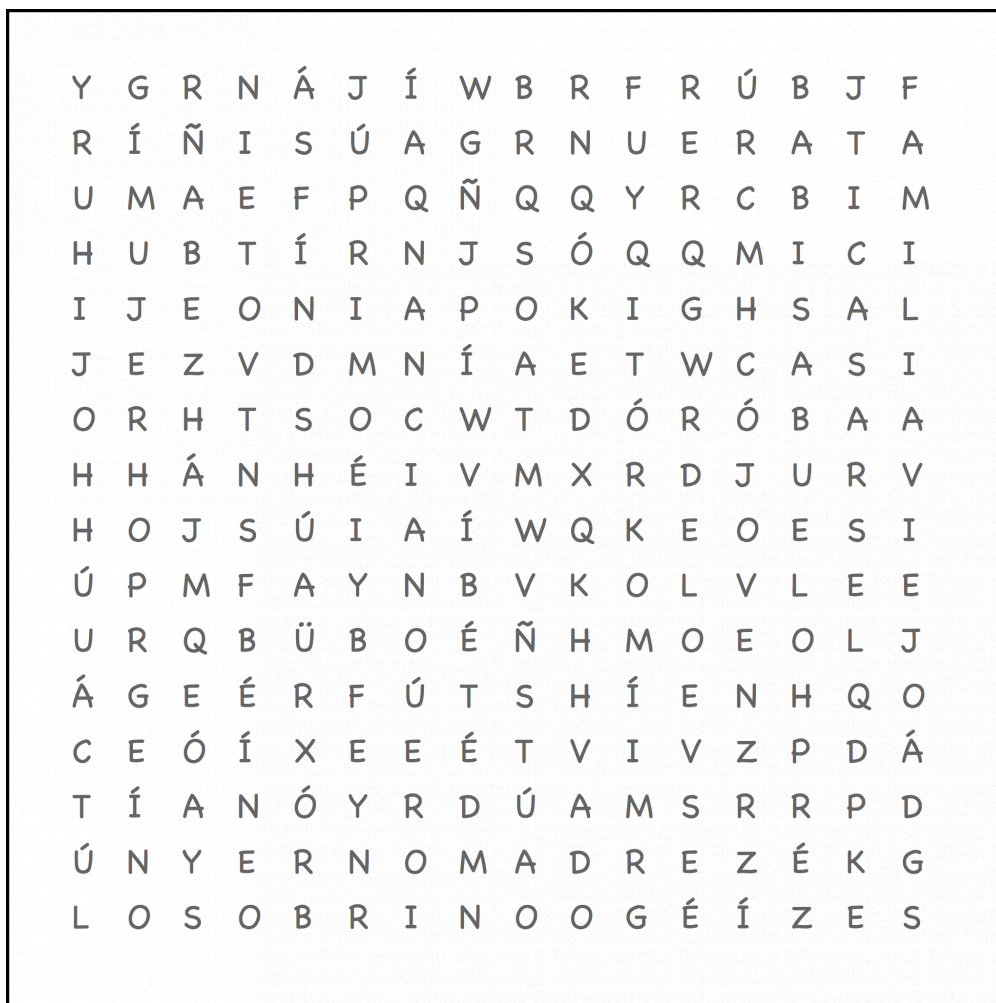 Y G R N Á J Í W B R F R Ú B J F
R Í Ñ I S Ú A G R N U E R A T A
U M A E F P Q Ñ Q Q Y R C B I M
H U B T Í R N J S Ó Q Q M I C I
I J E O N I A P O K I G H S A L
J E Z V D M N Í A E T W C A S I
O R H T S O C W T D Ó R Ó B A A
H H Á N H É I V M X R D J U R V
H O J S Ú I A Í W Q K E O E S I
Ú P M F A Y N B V K O L V L E E
U R Q B Ü B O É Ñ H M O E O L J
Á G E É R F Ú T S H Í E N H Q O
C E Ó Í X E E É T V I V Z P D Á
T Í A N Ó Y R D Ú A M S R R P D
Ú N Y E R N O M A D R E Z É K G
L O S O B R I N O O G É Í Z E S